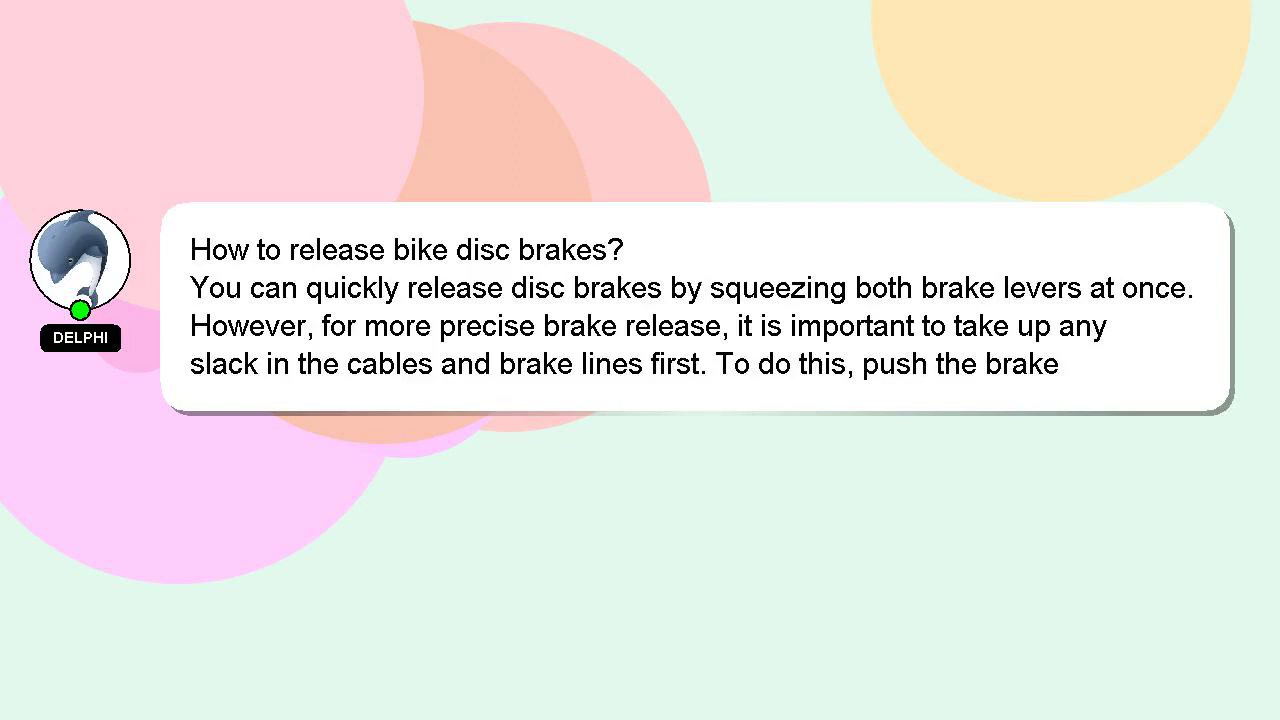 How to release bike disc brakes?
You can quickly release disc brakes by squeezing both brake levers at once.
However, for more precise brake release, it is important to take up any
slack in the cables and brake lines first. To do this, push the brake
DELPHI